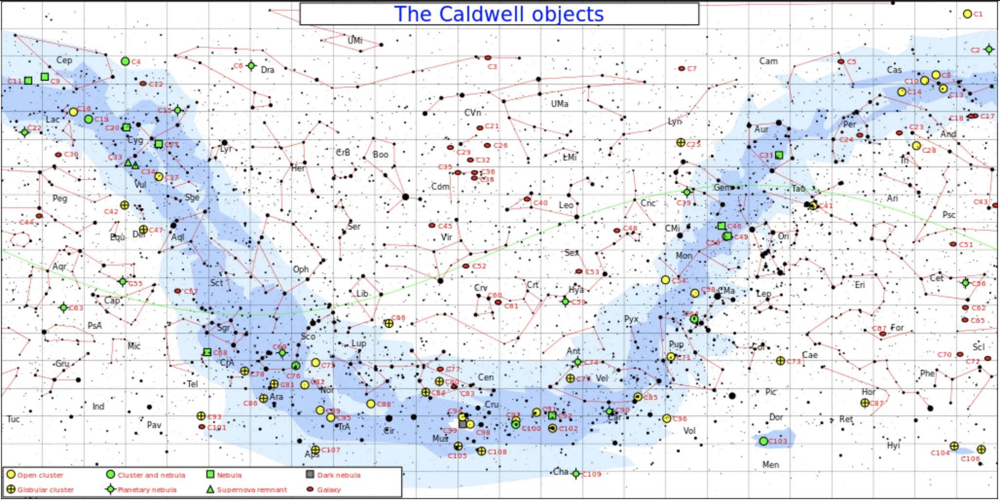 The Caldwell objects
C1
UMi
C2
Cep
C4
C6
Dra
C3
C7
Cam
C5
Cas
C8
C10
C11
C9
C12
C14
C13
UMa
C16
C15
CVn
Lac
C19
C18
C17
Lyn
Per
C22
C20
C21
Aur
C23
And
Cyg
C24
C27
C26
C25
Lyr
C29
C28
C30
CrB
Boo
C31
C33
LMi
C32
Tri
C34
Her
C35
C36
C37
C38
Vul
Com
Gem
Tau
Peg
Sge
C40
C39
Ari
Leo
Cnc
C41
C43
C42
Psc
C44
Ser
C45
C48
CMi
C46
C47
Equ
Del
Aql
Vir
Ori
C50
C49
C51
Sex
Mon
Aqr
Oph
C52
C53
C55
Sct
C54
Crt
Eri
Cet
C56
Crv
Hya
C57
C58
CMa
Lib
C60
Lep
Cap
C59
C61
C63
C62
C64
C66
Pyx
C65
PsA
Sgr
C67
For
Sco
Mic
Lup
Pup
Col
Scl
C69
Ant
C68
C71
Cae
C70
Gru
CrA
C75
C74
C73
C72
C77
C78
C76
Cen
Phe
C79
Vel
Tel
C81
C82
C80
Nor
C84
C83
Pic
Hor
Ara
C85
C86
C88
Cru
C87
Ind
C89
C94
C91
C90
Tuc
C93
C95
C97
C92
Car
C96
Dor
Ret
Pav
C101
TrA
Cir
C99
C98
C100
C102
Vol
Mus
C103
Hyi
C107
C105
C108
C104
Aps
C106
Men
Cha
C109
Open cluster
Cluster and nebula
Nebula
Dark nebula
Globular cluster
Planetary nebula
Supernova remnant
Galaxy